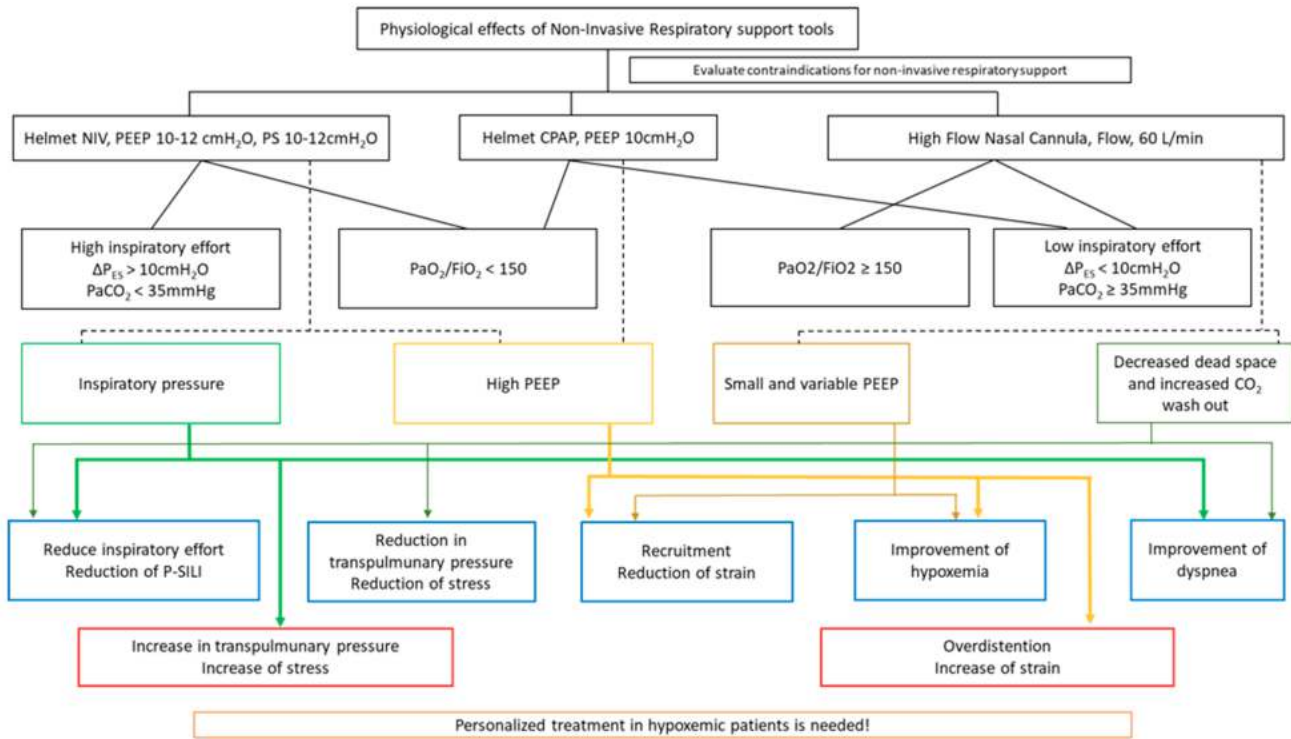 Physiological effects of Non-Invasive Respiratory support tools
Evaluate contraindications for non-invasive respiratory support
Helmet NIV, PEEP 10-12 cmH₂O, PS 10-12cmH₂O
Helmet CPAP, PEEP 10cmH₂O
High Flow Nasal Cannula, Flow, 60 L/min
High inspiratory effort
ΔP_ES > 10cmH₂O
PaCO₂ < 35mmHg
PaO₂/FiO₂ < 150
PaO2/FiO2 ≥ 150
Low inspiratory effort
ΔP_ES < 10cmH₂O
PaCO₂ ≥ 35mmHg
Inspiratory pressure
High PEEP
Small and variable PEEP
Decreased dead space
and increased CO₂
wash out
Reduce inspiratory effort
Reduction of P-SILI
Reduction in
transpulmunary pressure
Reduction of stress
Recruitment
Reduction of strain
Improvement of
hypoxemia
Improvement of
dyspnea
Increase in transpulmunary pressure
Increase of stress
Overdistention
Increase of strain
Personalized treatment in hypoxemic patients is needed!